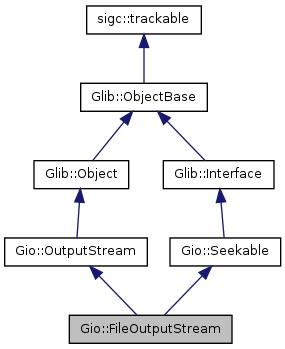 sigc::trackable
Glib::ObjectBase
Glib::Object
Glib::Interface
Gio::OutputStream
Gio::Seekable
Gio::FileOutputStream